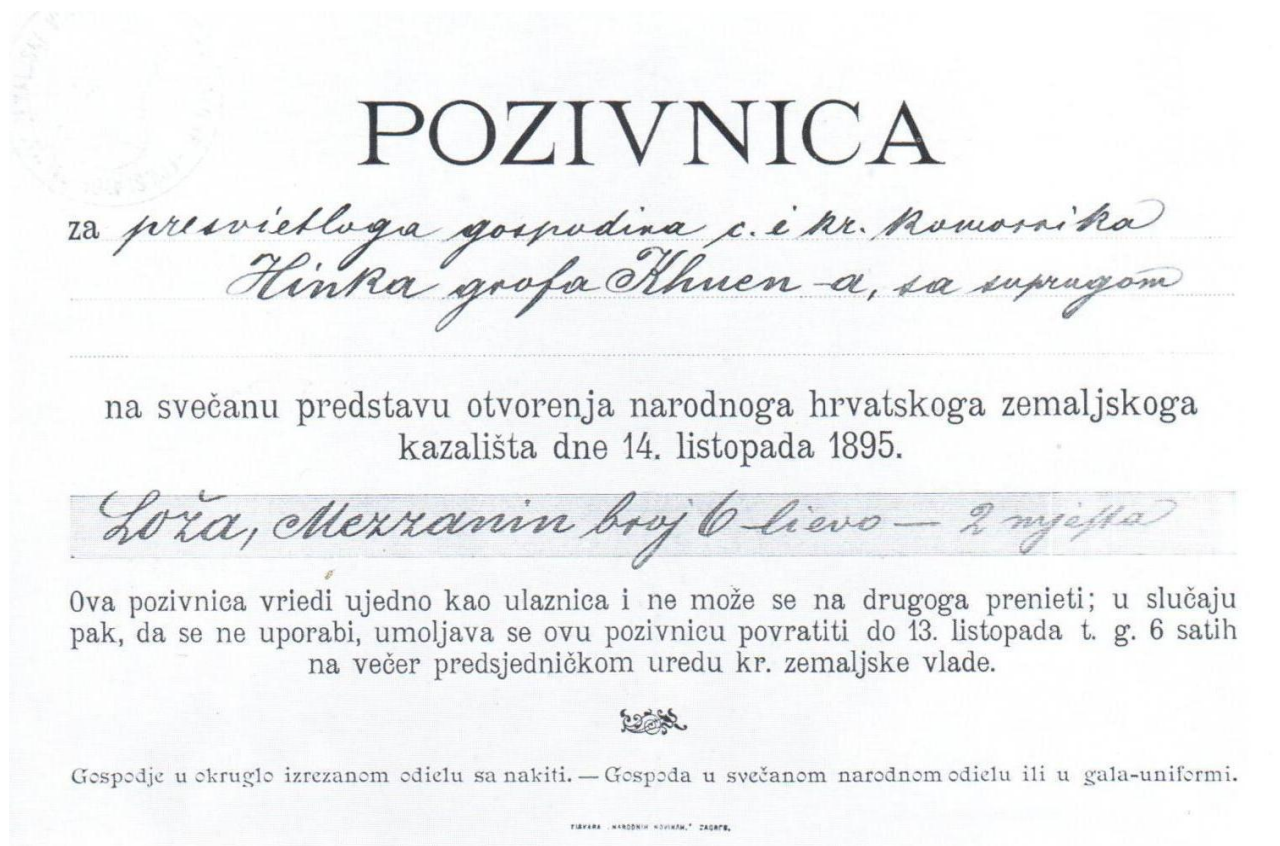 POZIVNICA
za presvietloga gospodina c. i kr. komornika
Hinka grofa Khuen-a, sa suprugom
na svečanu predstavu otvorenja narodnoga hrvatskoga zemaljskoga
kazališta dne 14. listopada 1895.
Loža, Mezzanin broj 6 lievo — 2 mjesta
Ova pozivnica vriedi ujedno kao ulaznica i ne može se na drugoga prenieti; u slučaju
pak, da se ne uporabi, umoljava se ovu pozivnicu povratiti do 13. listopada t. g. 6 satih
na večer predsjedničkom uredu kr. zemaljske vlade.
Gospodje u okruglo izrezanom odielu sa nakiti. — Gospoda u svečanom narodnom odielu ili u gala-uniformi.
TISKARA „NARODNIH NOVINAH.“ ZAGREB.